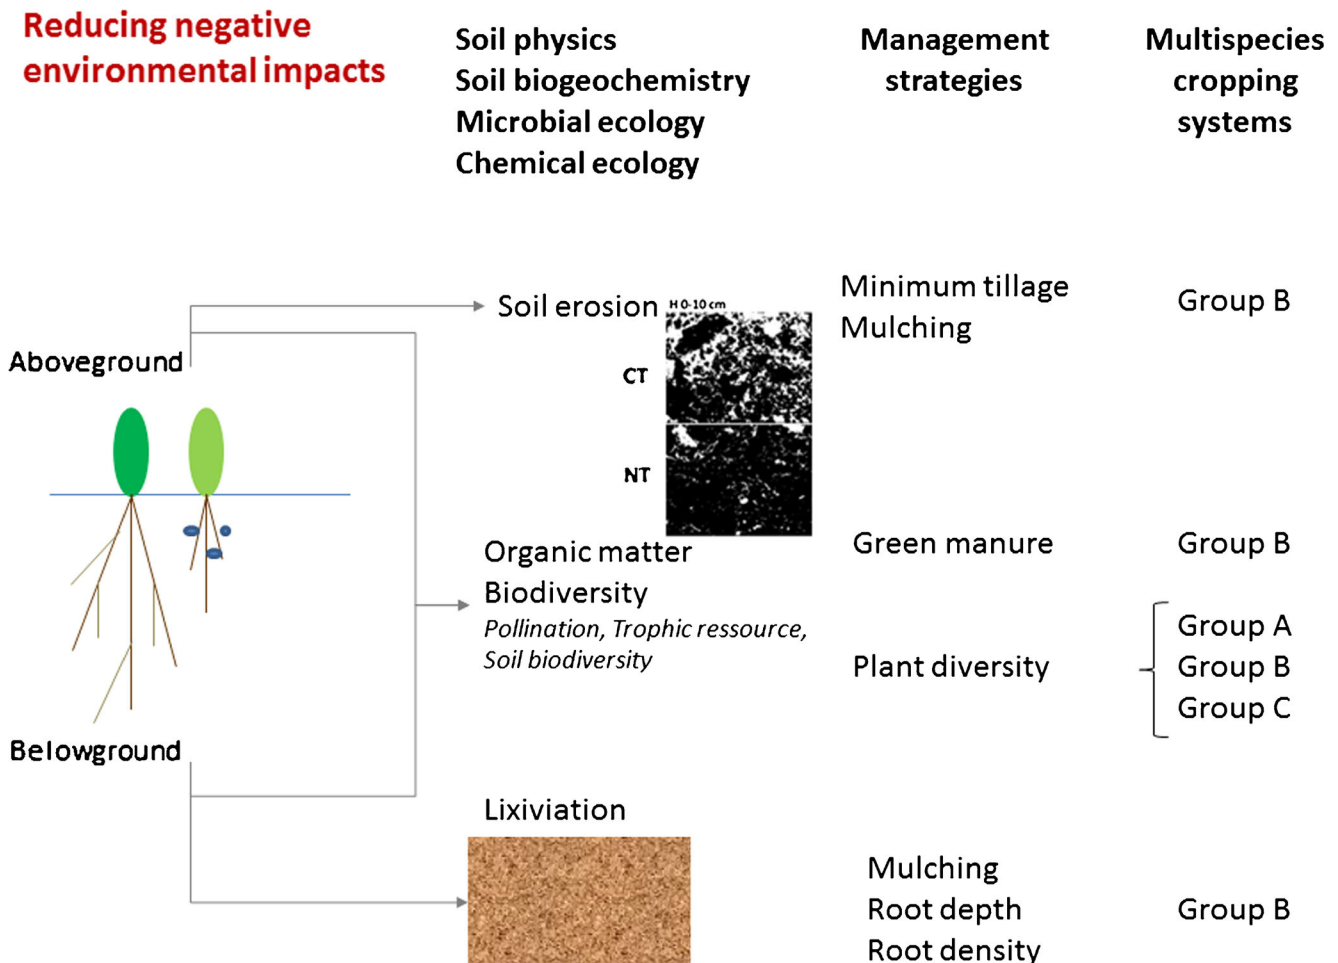 Reducing negative
environmental impacts
Soil physics
Soil biogeochemistry
Microbial ecology
Chemical ecology
Management
strategies
Multispecies
cropping
systems
Aboveground
Belowground
Soil erosion
H 0-10 cm
CT
NT
Minimum tillage
Mulching
Group B
Organic matter
Biodiversity
Pollination, Trophic ressource,
Soil biodiversity
Green manure
Group B
Plant diversity
Group A
Group B
Group C
Lixiviation
Mulching
Root depth
Root density
Group B